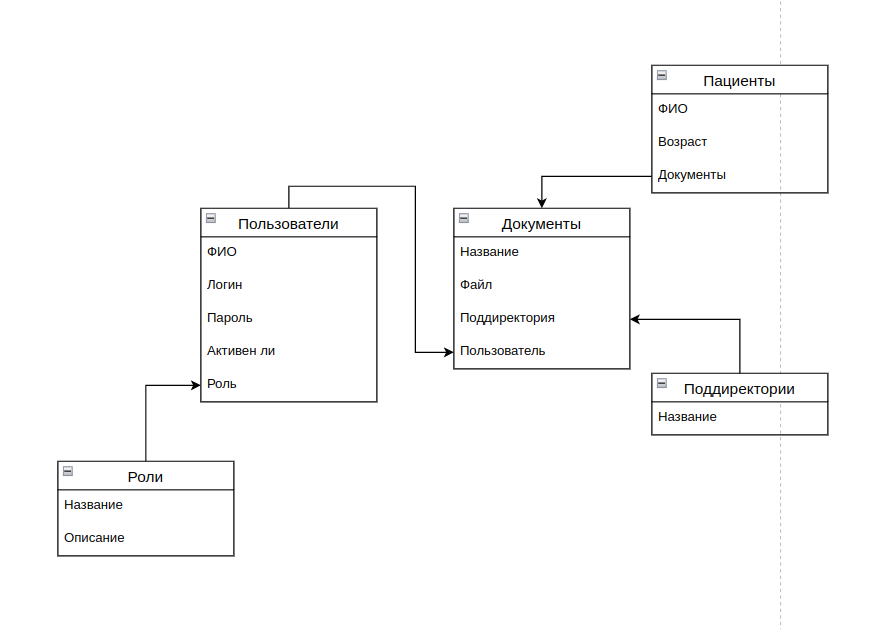 Пациенты
ФИО
Возраст
Документы
Пользователи
ФИО
Логин
Пароль
Активен ли
Роль
Документы
Название
Файл
Поддиректория
Пользователь
Поддиректории
Название
Роли
Название
Описание